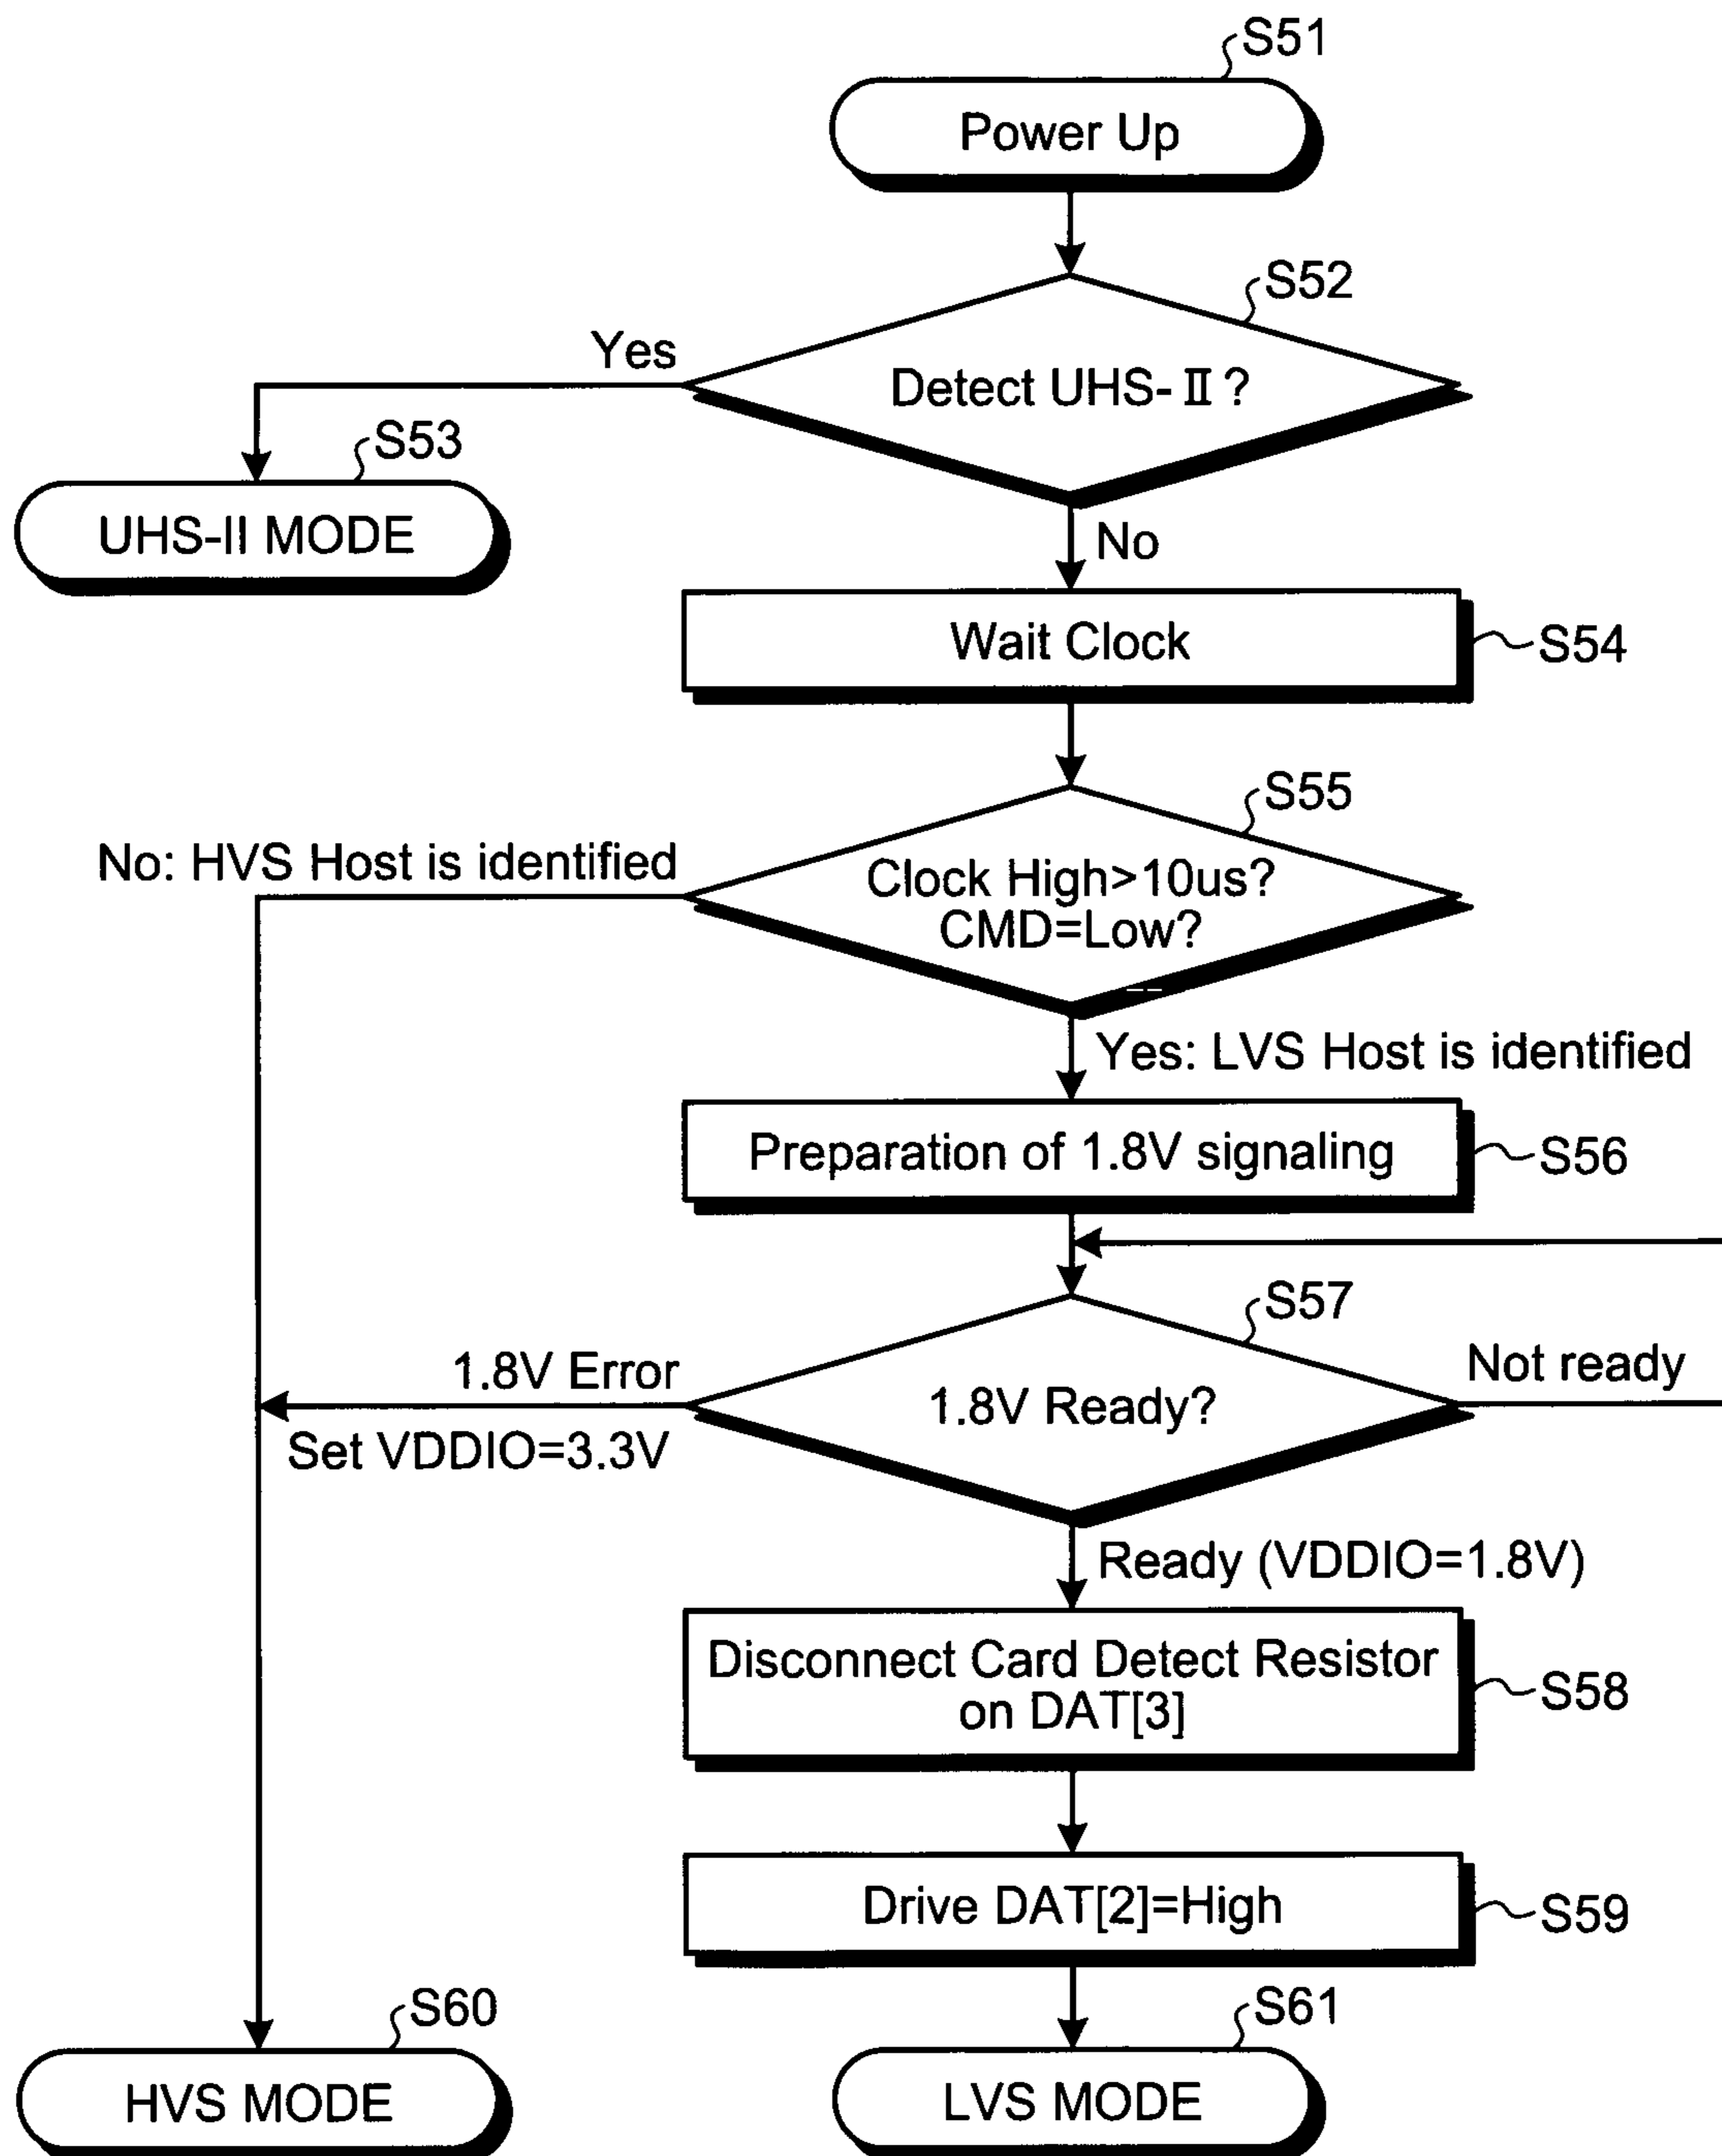 S51
Power Up
S52
Yes
Detect UHS-Ⅱ?
S53
UHS-II MODE
No
Wait Clock
S54
S55
No: HVS Host is identified
Clock High>10us?
CMD=Low?
Yes: LVS Host is identified
Preparation of 1.8V signaling
S56
S57
1.8V Error
Not ready
1.8V Ready?
Set VDDIO=3.3V
Ready (VDDIO=1.8V)
Disconnect Card Detect Resistor
on DAT[3]
S58
Drive DAT[2]=High
S59
S60
S61
HVS MODE
LVS MODE